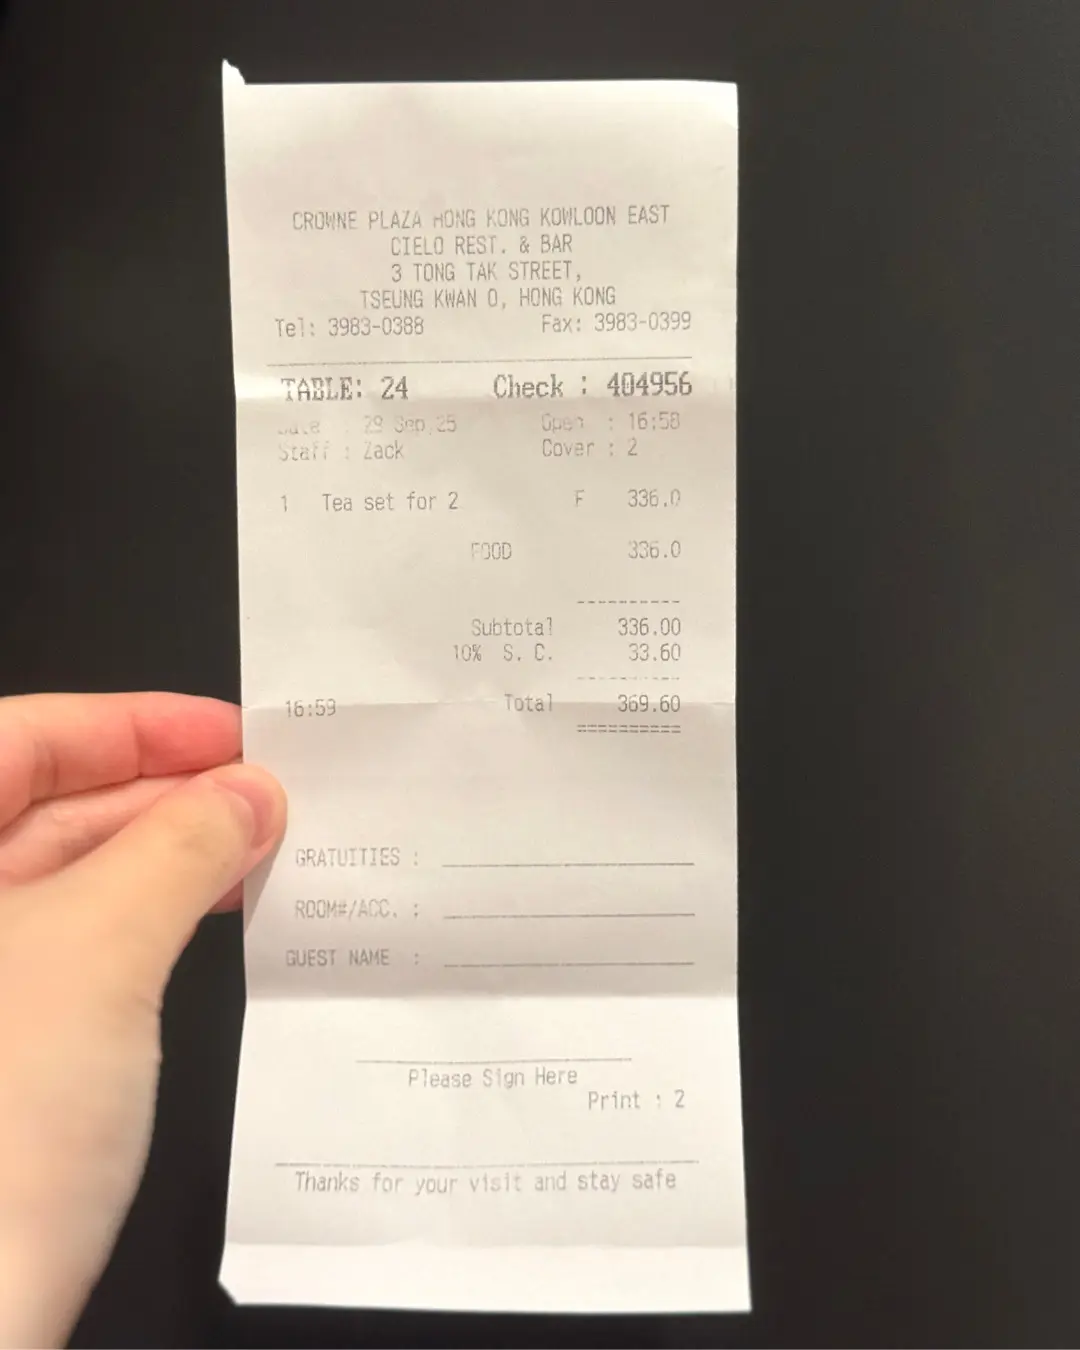 CROWNE PLAZA HONG KONG KOWLOON EAST
CIELO REST. & BAR
3 TONG TAK STREET,
TSEUNG KWAN O, HONG KONG
Tel: 3983-0388 Fax: 3983-0399
TABLE: 24 Check : 404956
Date : 29 Sep,25 Open : 16:58
Staff : Zack Cover : 2
1 Tea set for 2 F 336.0
FOOD 336.0
Subtotal 336.00
10% S. C. 33.60
16:59 Total 369.60
GRATUITIES :
ROOM#/ACC. :
GUEST NAME :
Please Sign Here
Print : 2
Thanks for your visit and stay safe